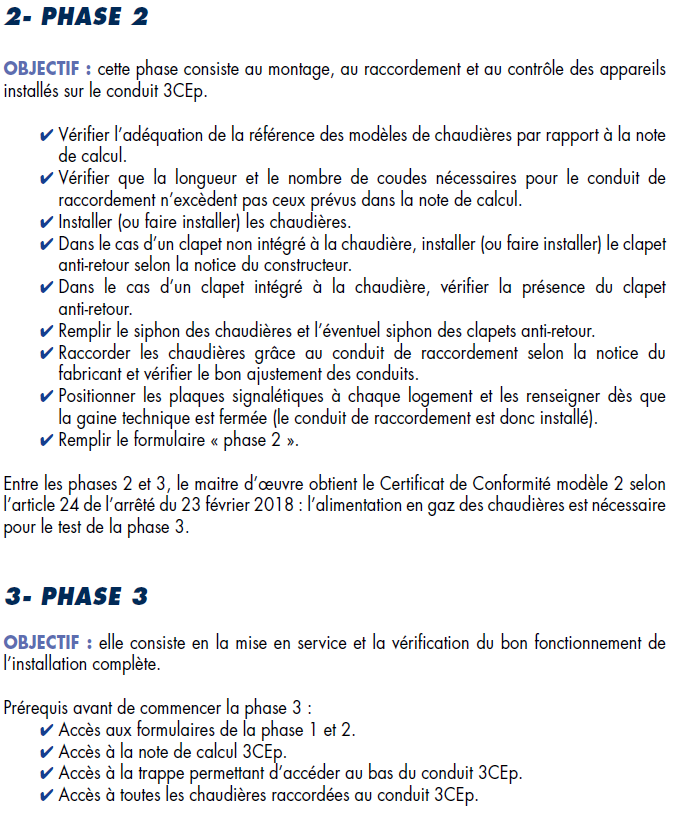 2- PHASE 2
OBJECTIF : cette phase consiste au montage, au raccordement et au contrôle des appareils
installés sur le conduit 3CEp.
✔ Vérifier l’adéquation de la référence des modèles de chaudières par rapport à la note
de calcul.
✔ Vérifier que la longueur et le nombre de coudes nécessaires pour le conduit de
raccordement n’excèdent pas ceux prévus dans la note de calcul.
✔ Installer (ou faire installer) les chaudières.
✔ Dans le cas d’un clapet non intégré à la chaudière, installer (ou faire installer) le clapet
anti-retour selon la notice du constructeur.
✔ Dans le cas d’un clapet intégré à la chaudière, vérifier la présence du clapet
anti-retour.
✔ Remplir le siphon des chaudières et l’éventuel siphon des clapets anti-retour.
✔ Raccorder les chaudières grâce au conduit de raccordement selon la notice du
fabricant et vérifier le bon ajustement des conduits.
✔ Positionner les plaques signalétiques à chaque logement et les renseigner dès que
la gaine technique est fermée (le conduit de raccordement est donc installé).
✔ Remplir le formulaire « phase 2 ».
Entre les phases 2 et 3, le maitre d’œuvre obtient le Certificat de Conformité modèle 2 selon
l’article 24 de l’arrêté du 23 février 2018 : l’alimentation en gaz des chaudières est nécessaire
pour le test de la phase 3.
3- PHASE 3
OBJECTIF : elle consiste en la mise en service et la vérification du bon fonctionnement de
l’installation complète.
Prérequis avant de commencer la phase 3 :
✔ Accès aux formulaires de la phase 1 et 2.
✔ Accès à la note de calcul 3CEp.
✔ Accès à la trappe permettant d’accéder au bas du conduit 3CEp.
✔ Accès à toutes les chaudières raccordées au conduit 3CEp.